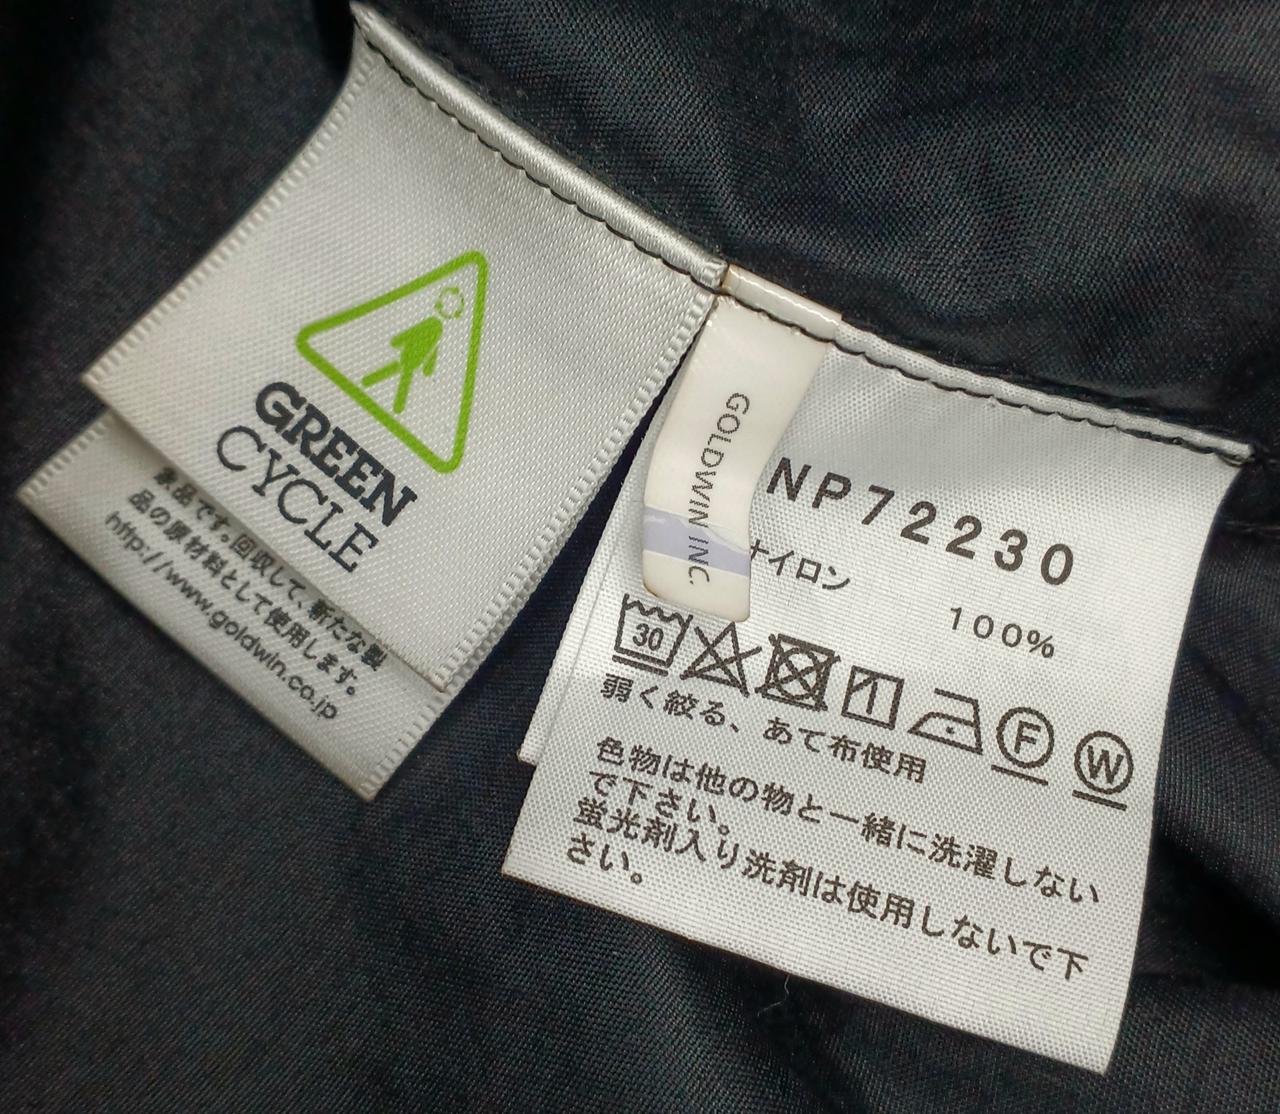 GREEN
CYCLE
象品です。回収して、新たな製
品の原材料として使用します。
http://www.goldwin.co.jp
GOLDWIN INC.
NP72230
ナイロン
100%
30
F
W
弱く絞る、あて布使用
色物は他の物と一緒に洗濯しない
で下さい。
蛍光剤入り洗剤は使用しないで下
さい。